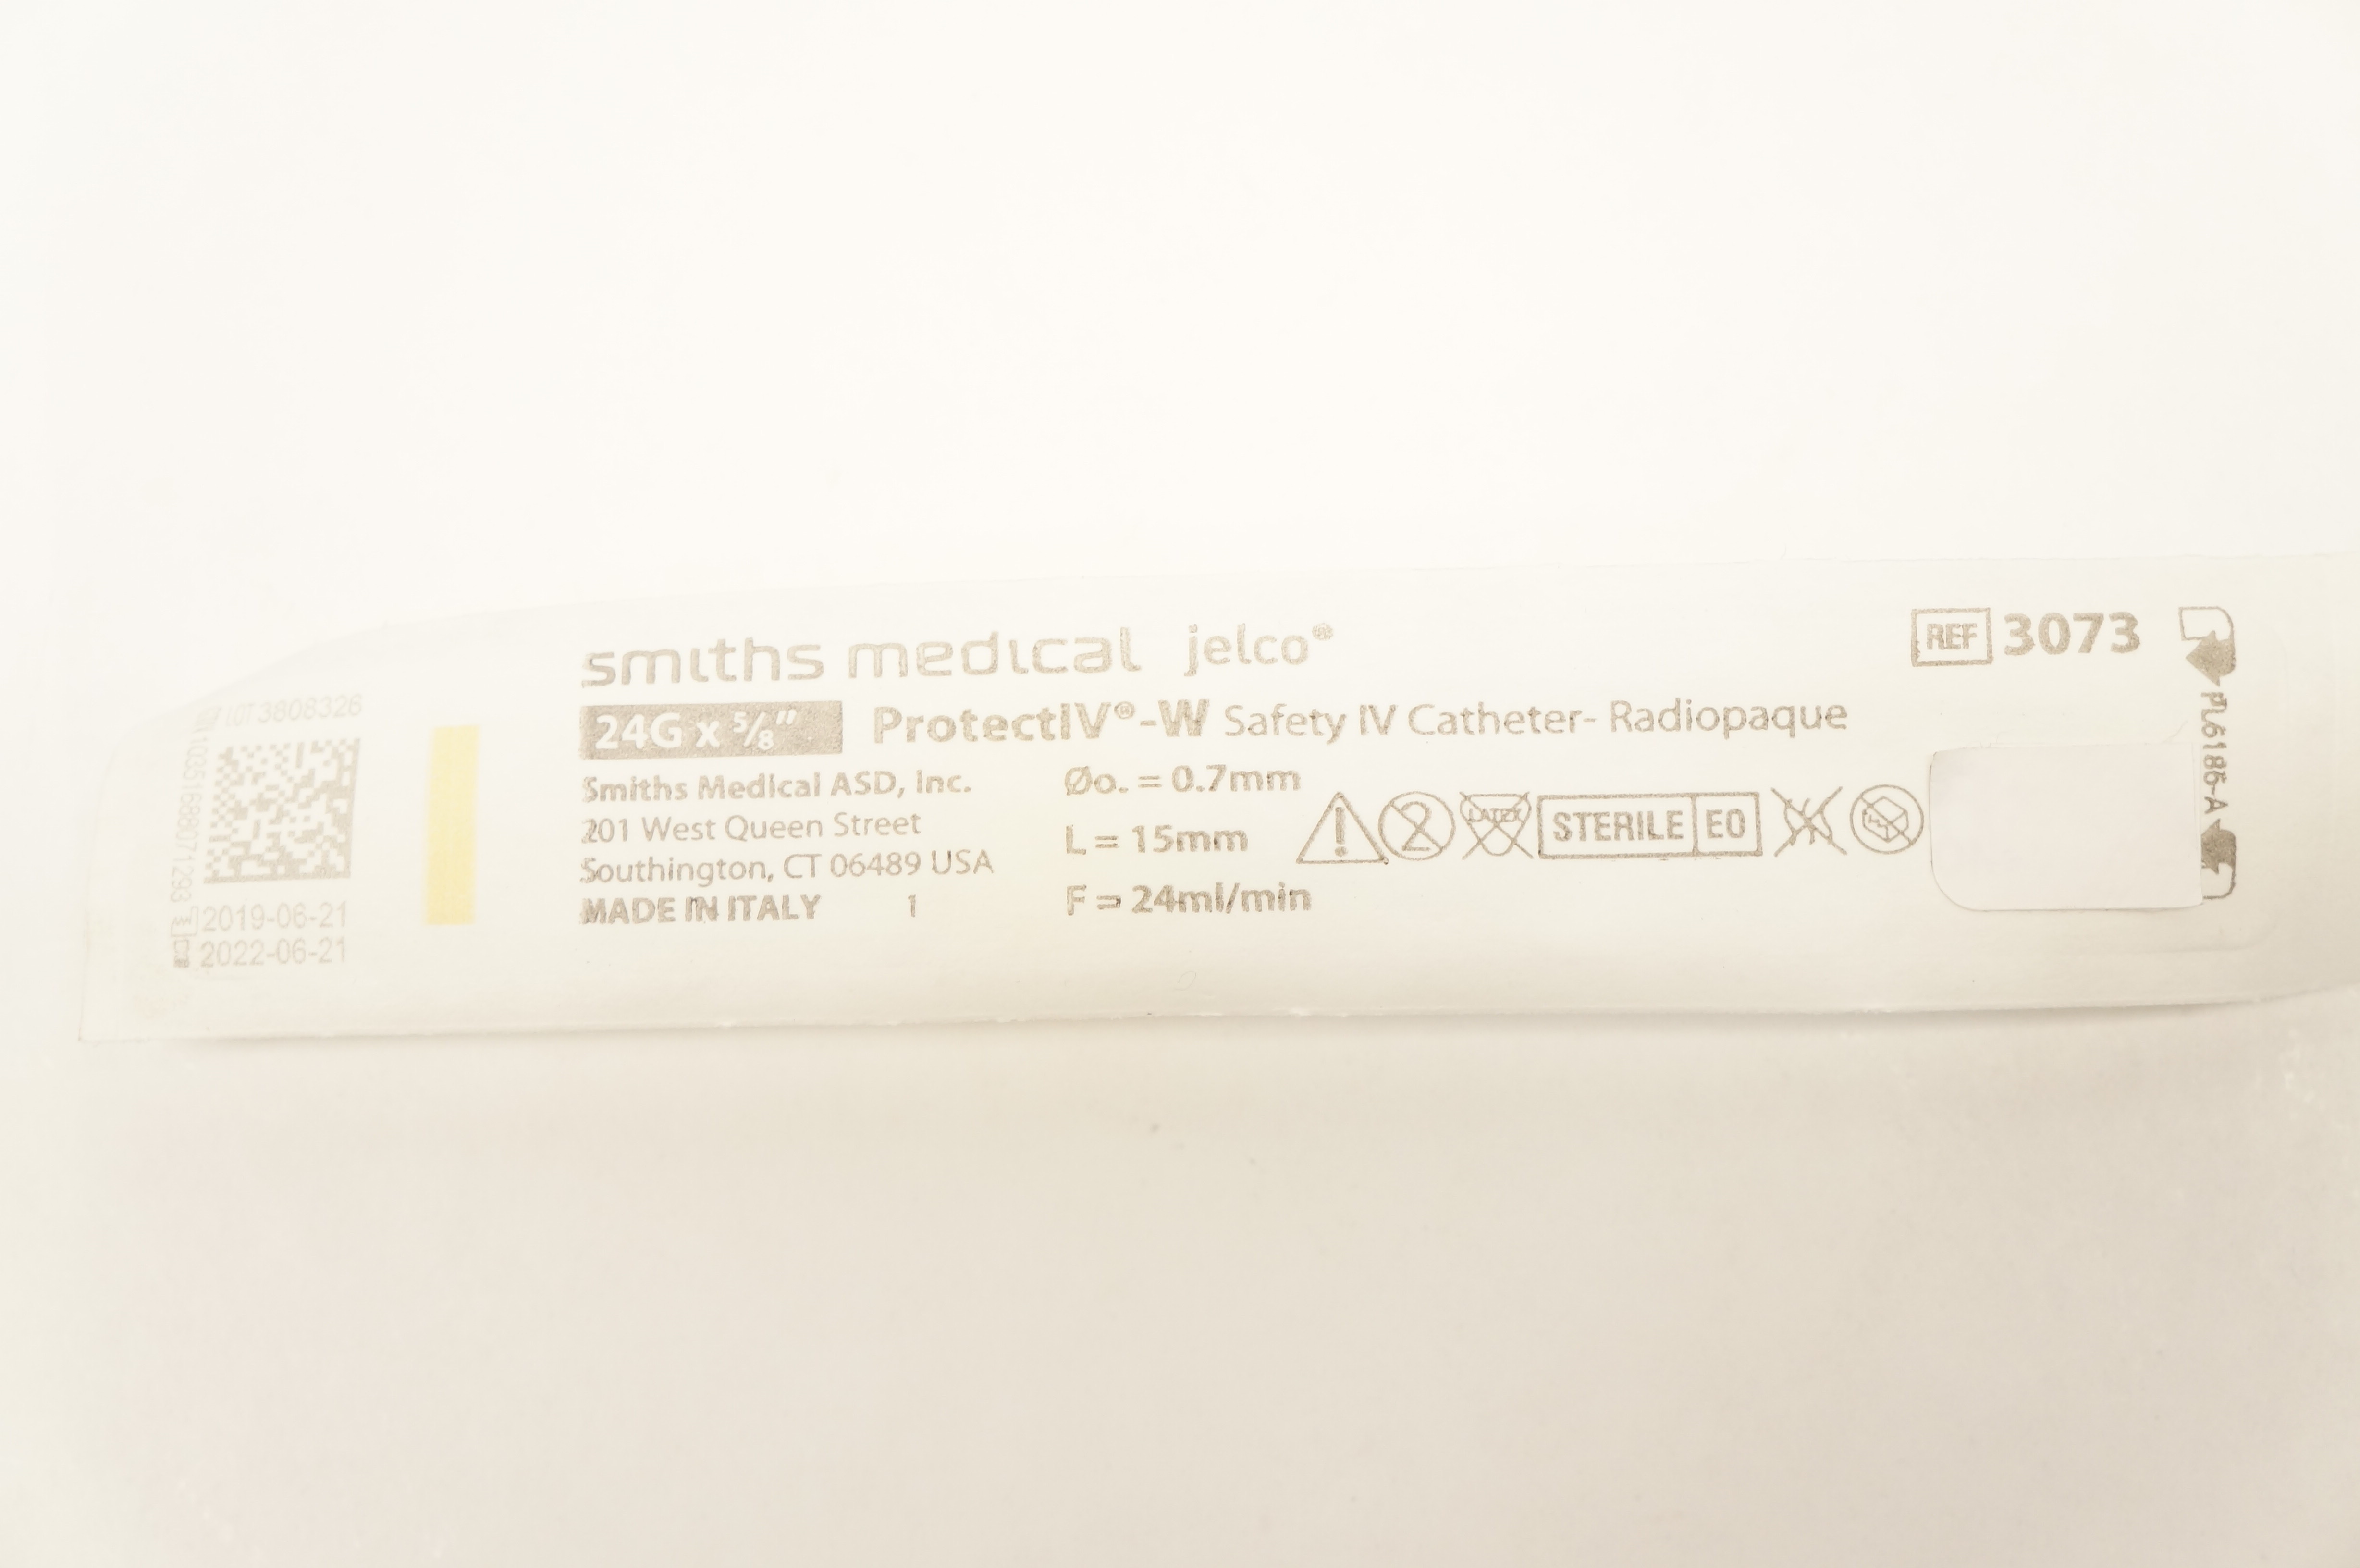 smiths medical jelco®
REF 3073
24G x 5/8" ProtectIV®-W Safety IV Catheter- Radiopaque
Smiths Medical ASD, Inc.
201 West Queen Street
Southington, CT 06489 USA
MADE IN ITALY 1
Øo. = 0.7mm
L = 15mm
F = 24ml/min
2
LATEX
STERILE EO
PL6186-A
LOT 3808326
2019-06-21
2022-06-21